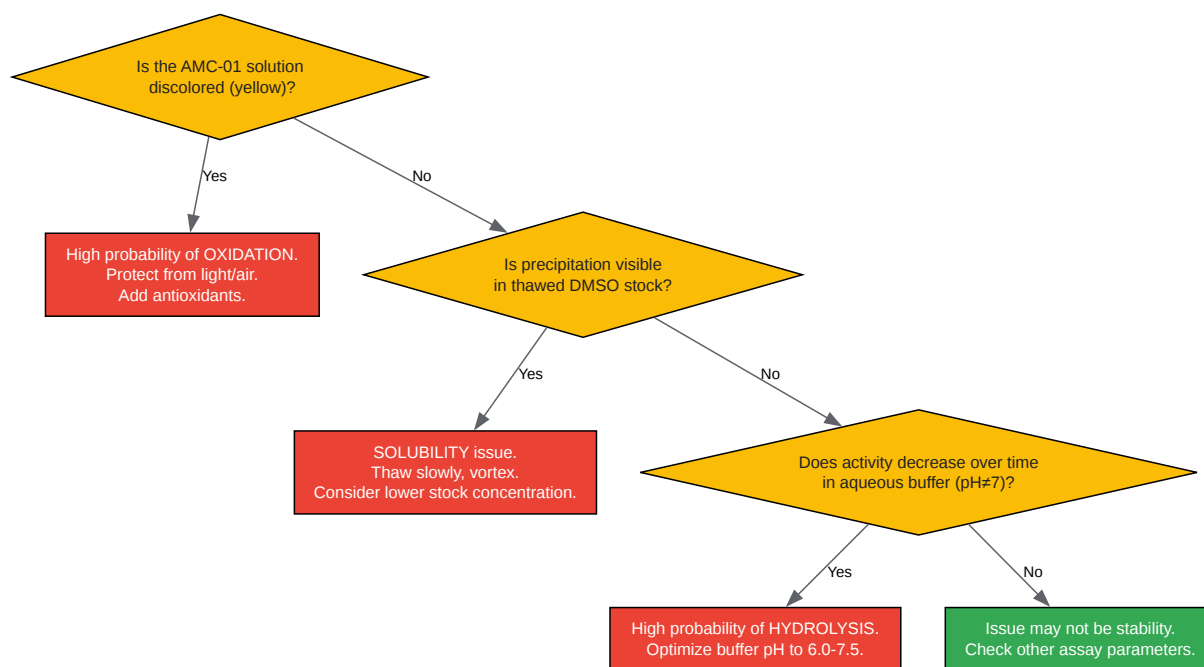 Is the AMC-01 solution
discolored (yellow)?
Yes
No
High probability of OXIDATION.
Protect from light/air.
Add antioxidants.
Is precipitation visible
in thawed DMSO stock?
Yes
No
SOLUBILITY issue.
Thaw slowly, vortex.
Consider lower stock concentration.
Does activity decrease over time
in aqueous buffer (pH≠7)?
Yes
No
High probability of HYDROLYSIS.
Optimize buffer pH to 6.0-7.5.
Issue may not be stability.
Check other assay parameters.